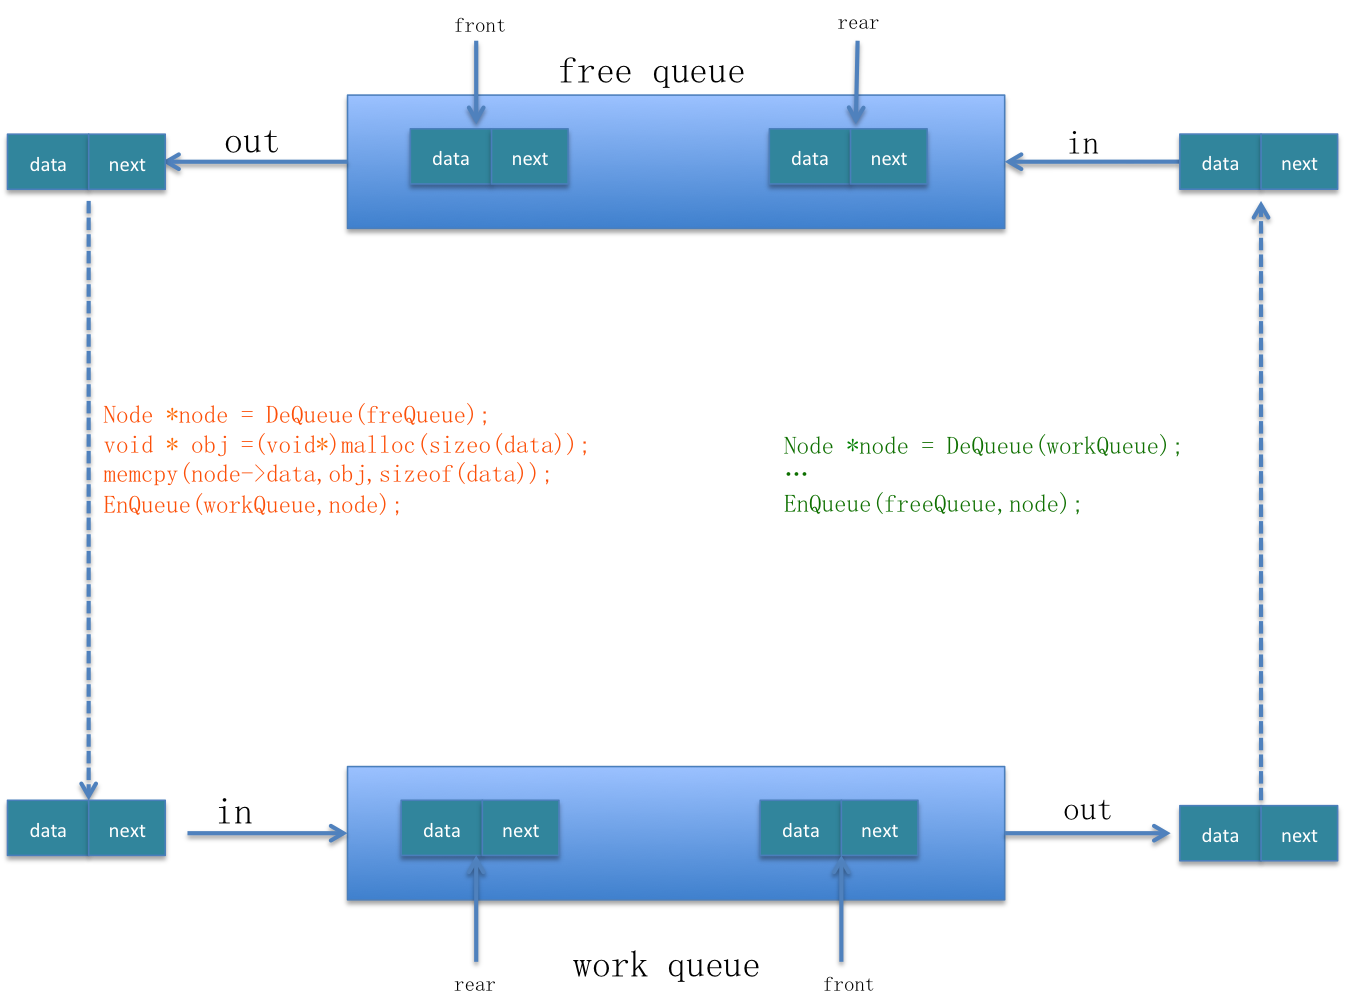 front
rear
free queue
out
in
data next
data next
data next
data next
Node *node = DeQueue(freQueue);
void * obj =(void*)malloc(sizeo(data));
memcpy(node->data,obj,sizeof(data));
EnQueue(workQueue,node);
Node *node = DeQueue(workQueue);
…
EnQueue(freeQueue,node);
in
out
data next
data next
data next
data next
work queue
rear
front